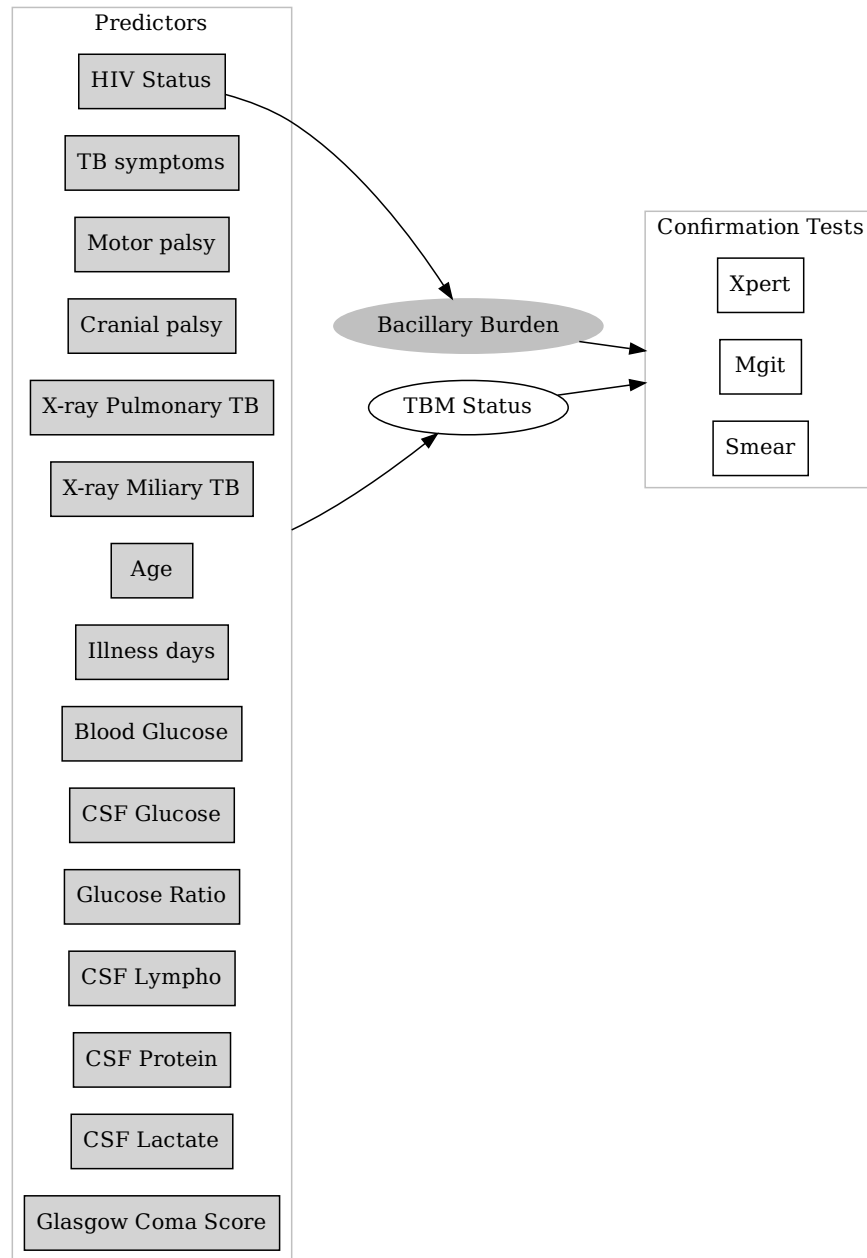 Predictors
HIV Status
TB symptoms
Motor palsy
Cranial palsy
X-ray Pulmonary TB
X-ray Miliary TB
Age
Illness days
Blood Glucose
CSF Glucose
Glucose Ratio
CSF Lympho
CSF Protein
CSF Lactate
Glasgow Coma Score
Bacillary Burden
TBM Status
Confirmation Tests
Xpert
Mgit
Smear